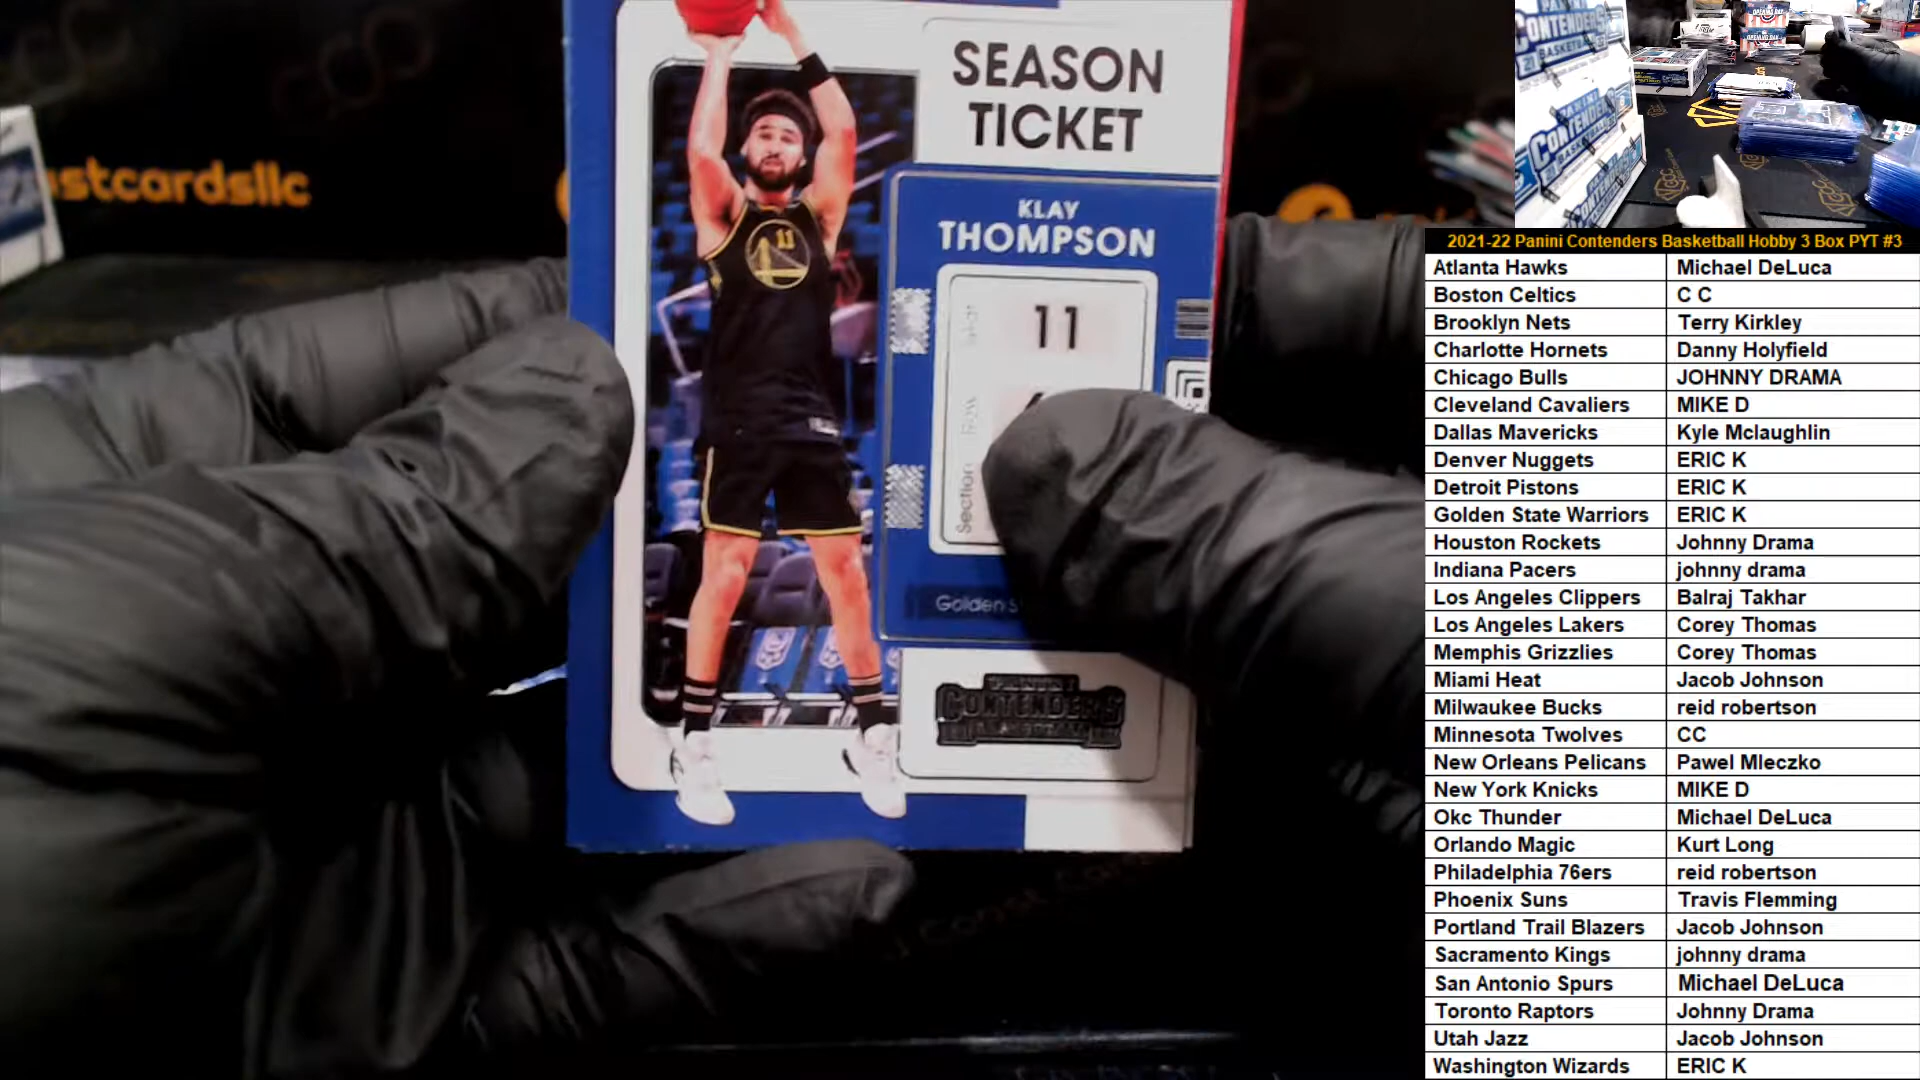 SEASON
TICKET
KLAY
THOMPSON
11
Row
Section
Golden S
CONTENDERS
11
stcardsllc
PANINI
CONTENDERS
BASKETBALL
CONTENDERS
2021-22 Panini Contenders Basketball Hobby 3 Box PYT #3
Atlanta Hawks Michael DeLuca
Boston Celtics C C
Brooklyn Nets Terry Kirkley
Charlotte Hornets Danny Holyfield
Chicago Bulls JOHNNY DRAMA
Cleveland Cavaliers MIKE D
Dallas Mavericks Kyle Mclaughlin
Denver Nuggets ERIC K
Detroit Pistons ERIC K
Golden State Warriors ERIC K
Houston Rockets Johnny Drama
Indiana Pacers johnny drama
Los Angeles Clippers Balraj Takhar
Los Angeles Lakers Corey Thomas
Memphis Grizzlies Corey Thomas
Miami Heat Jacob Johnson
Milwaukee Bucks reid robertson
Minnesota Twolves CC
New Orleans Pelicans Pawel Mleczko
New York Knicks MIKE D
Okc Thunder Michael DeLuca
Orlando Magic Kurt Long
Philadelphia 76ers reid robertson
Phoenix Suns Travis Flemming
Portland Trail Blazers Jacob Johnson
Sacramento Kings johnny drama
San Antonio Spurs Michael DeLuca
Toronto Raptors Johnny Drama
Utah Jazz Jacob Johnson
Washington Wizards ERIC K